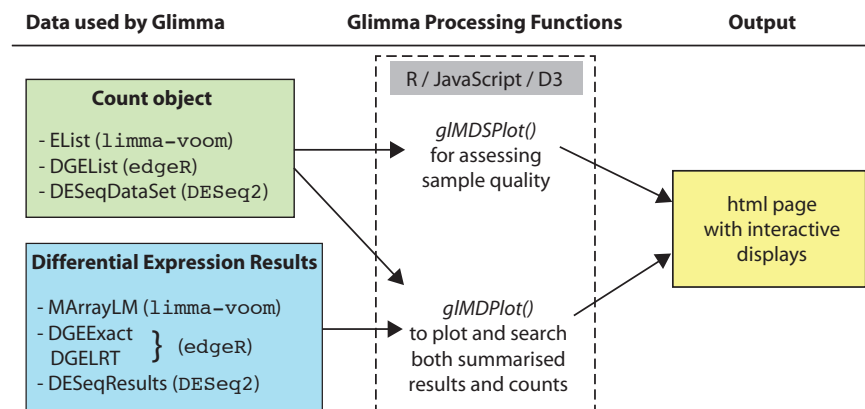 Data used by Glimma
Glimma Processing Functions
Output
Count object
- EList (limma-voom)
- DGEList (edgeR)
- DESeqDataSet (DESeq2)
Differential Expression Results
- MArrayLM (limma-voom)
- DGEExact
DGELRT
} (edgeR)
- DESeqResults (DESeq2)
R / JavaScript / D3
glMDSPlot()
for assessing
sample quality
glMDPlot()
to plot and search
both summarised
results and counts
html page
with interactive
displays